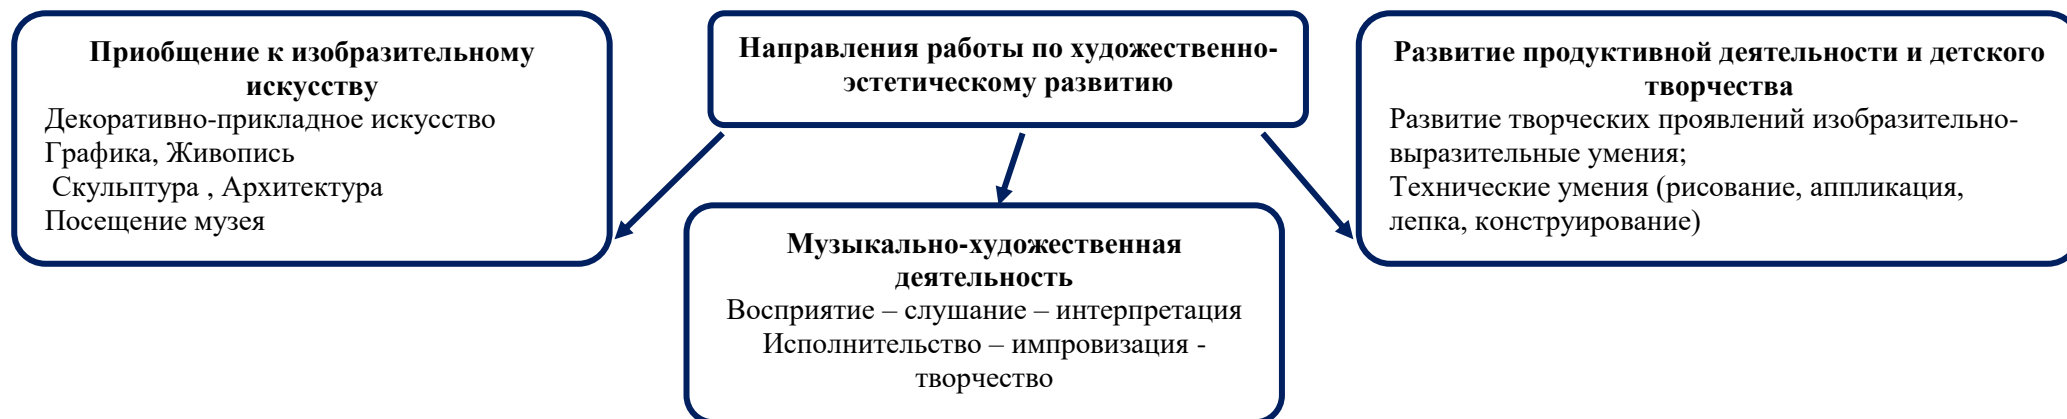 Приобщение к изобразительному
искусству
Декоративно-прикладное искусство
Графика, Живопись
Скульптура , Архитектура
Посещение музея
Направления работы по художественно-
эстетическому развитию
Музыкально-художественная
деятельность
Восприятие – слушание – интерпретация
Исполнительство – импровизация -
творчество
Развитие продуктивной деятельности и детского
творчества
Развитие творческих проявлений изобразительно-
выразительные умения;
Технические умения (рисование, аппликация,
лепка, конструирование)